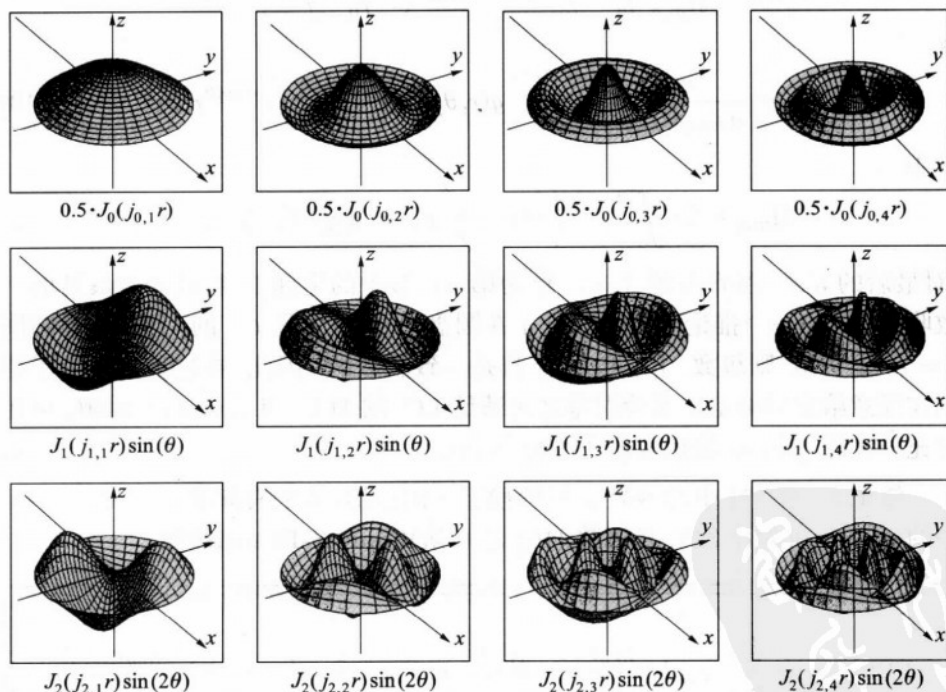 z y x
z y x
z y x
z y x
0.5·J₀(j₀,₁r)
0.5·J₀(j₀,₂r)
0.5·J₀(j₀,₃r)
0.5·J₀(j₀,₄r)
z y x
z y x
z y x
z y x
J₁(j₁,₁r)sin(θ)
J₁(j₁,₂r)sin(θ)
J₁(j₁,₃r)sin(θ)
J₁(j₁,₄r)sin(θ)
z y x
z y x
z y x
z y x
J₂(j₂,₁r)sin(2θ)
J₂(j₂,₂r)sin(2θ)
J₂(j₂,₃r)sin(2θ)
J₂(j₂,₄r)sin(2θ)